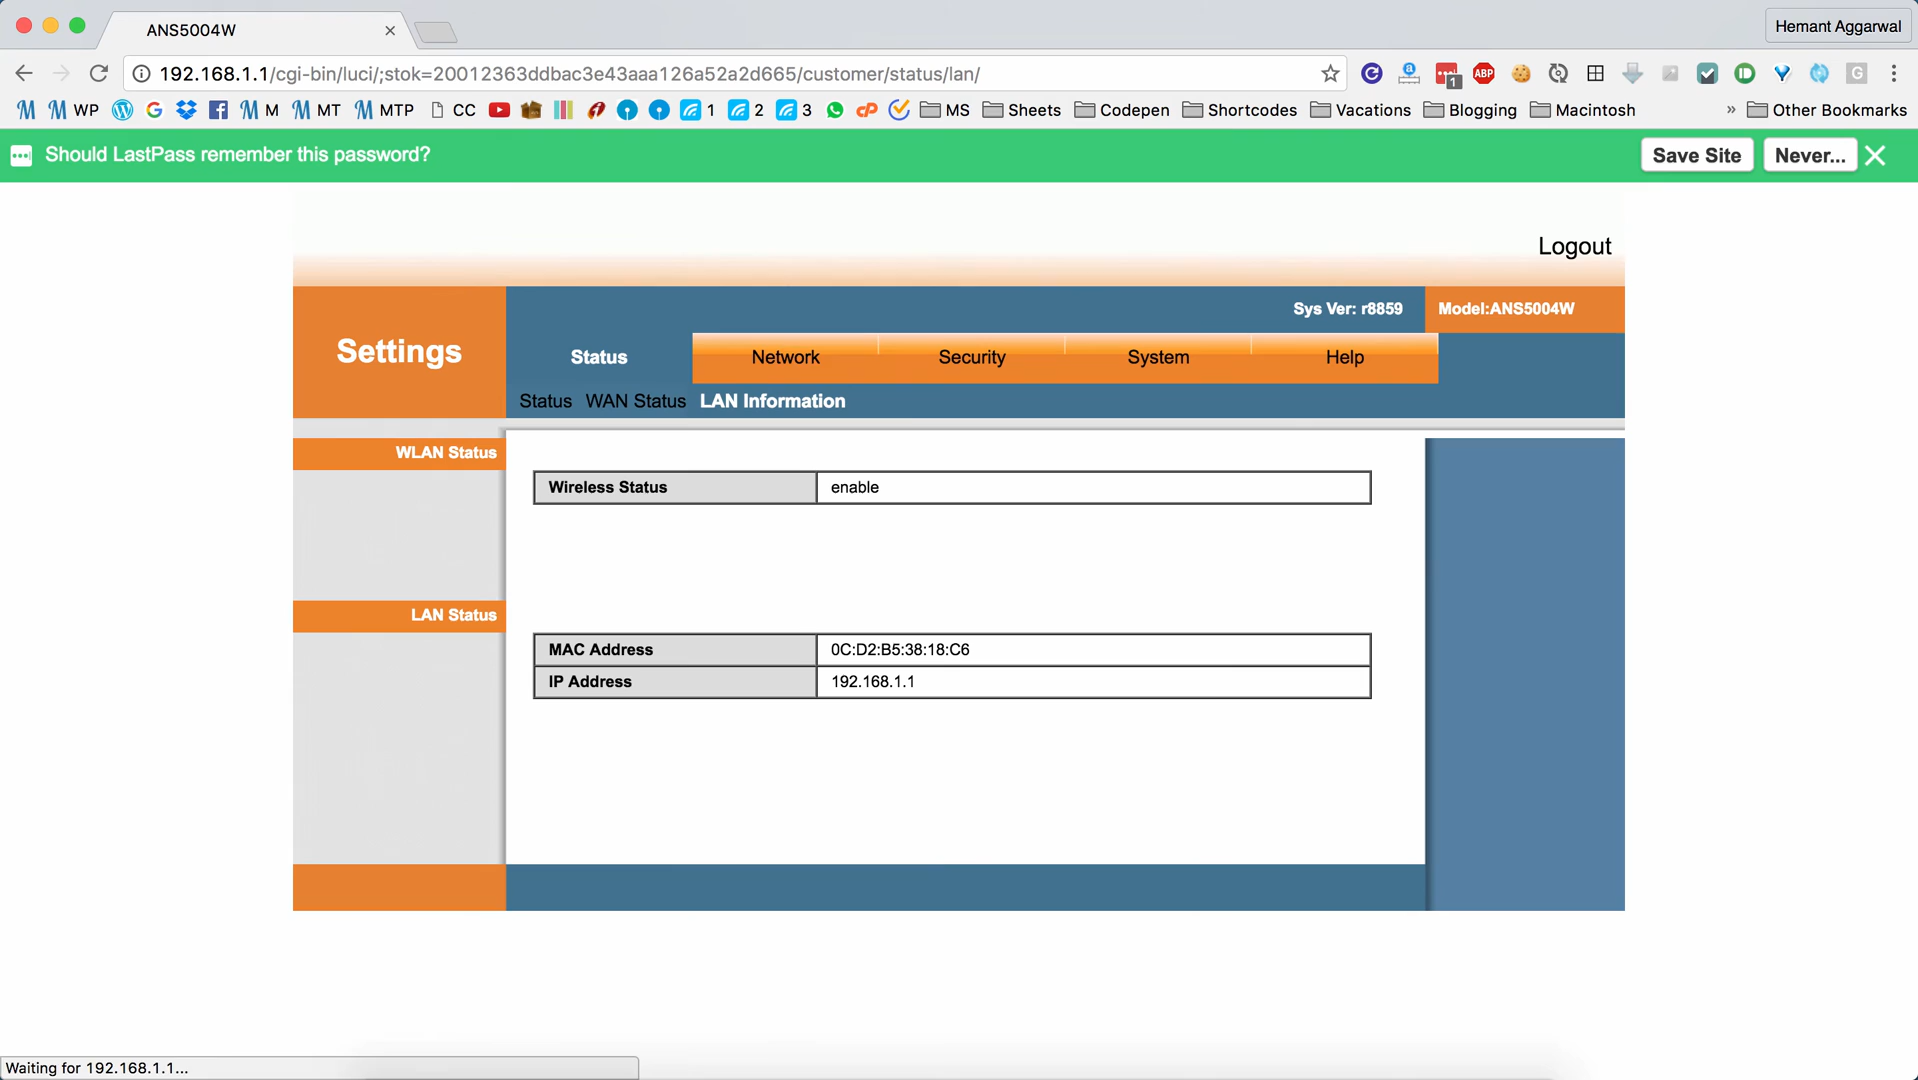 ANS5004W
Hemant Aggarwal
192.168.1.1/cgi-bin/luci/;stok=20012363ddbac3e43aaa126a52a2d665/customer/status/lan/
1 ABP G
WP M MT MTP CC 1 2 3 cP MS Sheets Codepen Shortcodes Vacations Blogging Macintosh » Other Bookmarks
Should LastPass remember this password?
Save Site Never...
Logout
Sys Ver: r8859 Model:ANS5004W
Settings
Status Network Security System Help
Status WAN Status LAN Information
WLAN Status
Wireless Status enable
LAN Status
MAC Address 0C:D2:B5:38:18:C6
IP Address 192.168.1.1
Waiting for 192.168.1.1...